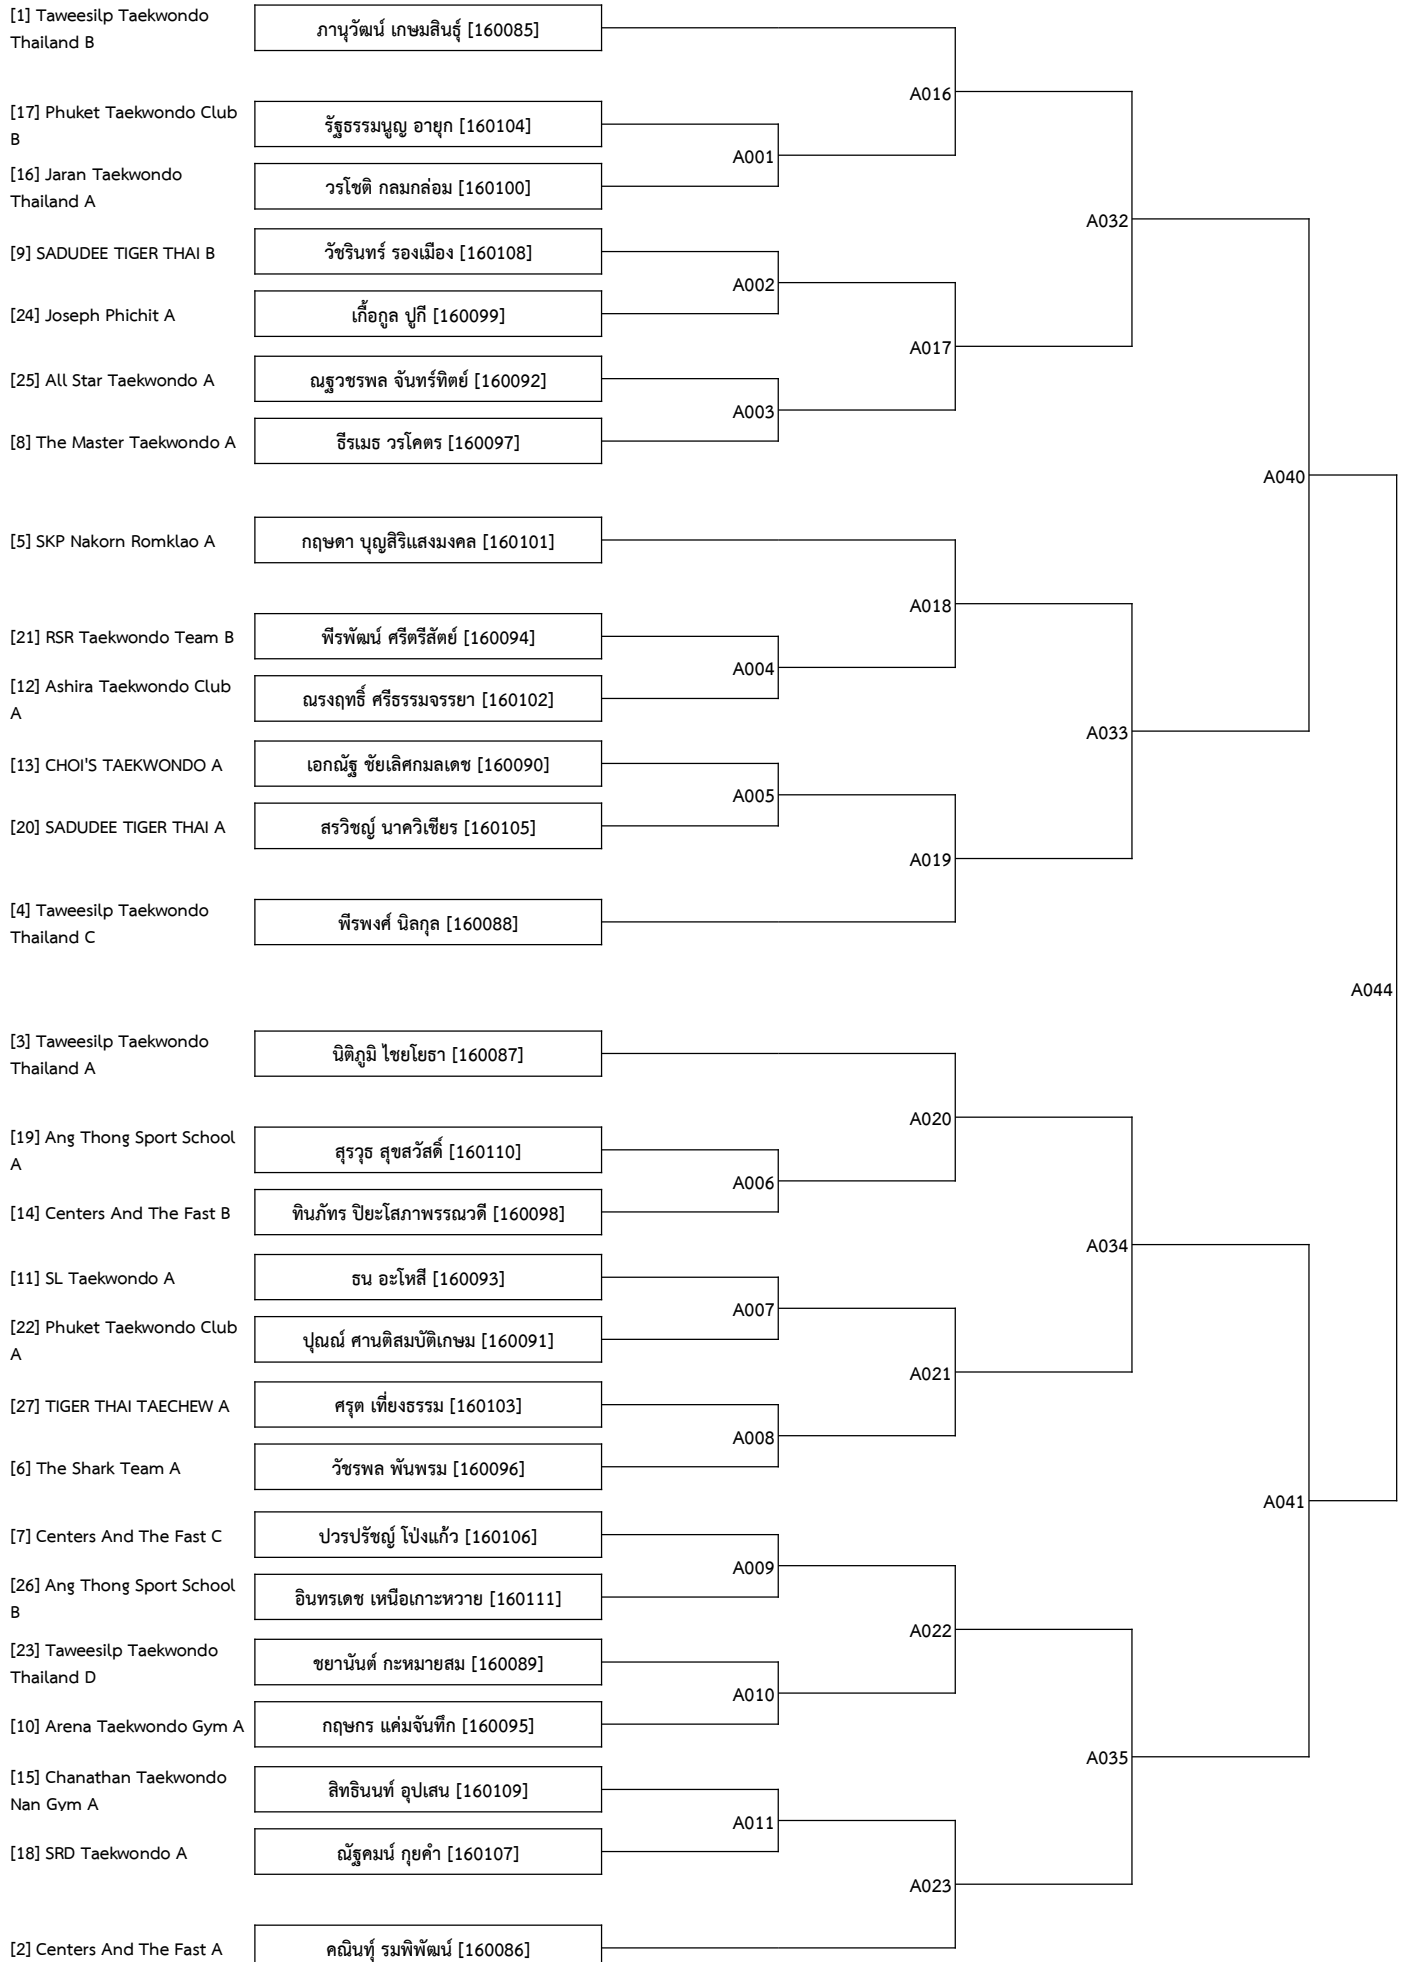 [1] Taweesilp Taekwondo
Thailand B
ภานุวัฒน์ เกษมสินธุ์ [160085]
A016
[17] Phuket Taekwondo Club
B
รัฐธรรมนูญ อายุก [160104]
A001
[16] Jaran Taekwondo
Thailand A
วรโชติ กลมกล่อม [160100]
A032
[9] SADUDEE TIGER THAI B
วัชรินทร์ รองเมือง [160108]
A002
[24] Joseph Phichit A
เกื้อกูล ปูกี [160099]
A017
[25] All Star Taekwondo A
ณฐวชรพล จันทร์ทิตย์ [160092]
A003
[8] The Master Taekwondo A
ธีรเมธ วรโคตร [160097]
A040
[5] SKP Nakorn Romklao A
กฤษดา บุญสิริแสงมงคล [160101]
A018
[21] RSR Taekwondo Team B
พีรพัฒน์ ศรีตรีสัตย์ [160094]
A004
[12] Ashira Taekwondo Club
A
ณรงฤทธิ์ ศรีธรรมจรรยา [160102]
A033
[13] CHOI'S TAEKWONDO A
เอกณัฐ ชัยเลิศกมลเดช [160090]
A005
[20] SADUDEE TIGER THAI A
สรวิชญ์ นาควิเชียร [160105]
A019
[4] Taweesilp Taekwondo
Thailand C
พีรพงศ์ นิลกุล [160088]
A044
[3] Taweesilp Taekwondo
Thailand A
นิติภูมิ ไชยโยธา [160087]
A020
[19] Ang Thong Sport School
A
สุรวุธ สุขสวัสดิ์ [160110]
A006
[14] Centers And The Fast B
ทินภัทร ปิยะโสภาพรรณวดี [160098]
A034
[11] SL Taekwondo A
ธน อะโหสี [160093]
A007
[22] Phuket Taekwondo Club
A
ปุณณ์ ศานติสมบัติเกษม [160091]
A021
[27] TIGER THAI TAECHEW A
ศรุต เที่ยงธรรม [160103]
A008
[6] The Shark Team A
วัชรพล พันพรม [160096]
A041
[7] Centers And The Fast C
ปวรปรัชญ์ โป่งแก้ว [160106]
A009
[26] Ang Thong Sport School
B
อินทรเดช เหนือเกาะหวาย [160111]
A022
[23] Taweesilp Taekwondo
Thailand D
ชยานันต์ กะหมายสม [160089]
A010
[10] Arena Taekwondo Gym A
กฤษกร แค่มจันทึก [160095]
A035
[15] Chanathan Taekwondo
Nan Gym A
สิทธินนท์ อุปเสน [160109]
A011
[18] SRD Taekwondo A
ณัฐคมน์ กุยคำ [160107]
A023
[2] Centers And The Fast A
คณินทุ์ รมพิพัฒน์ [160086]